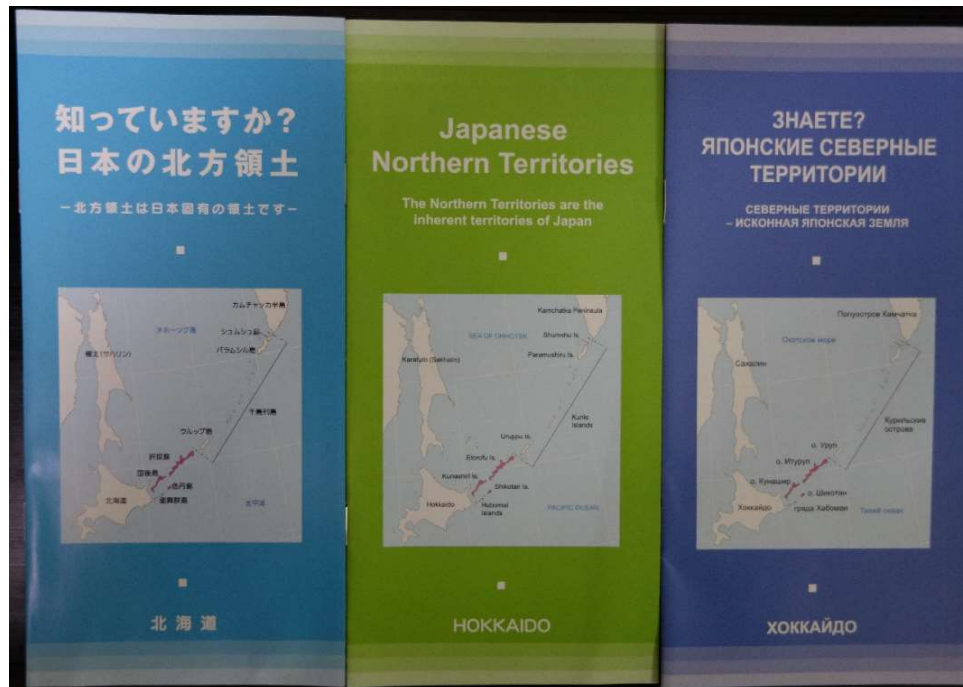 知っていますか?
日本の北方領土
-北方領土は日本固有の領土です-
カムチャッカ半島
オホーツク海
シュムシュ島
パラムシル島
樺太(サハリン)
千島列島
ウルップ島
択捉島
国後島
色丹島
北海道
歯舞群島
太平洋
北海道
Japanese
Northern Territories
The Northern Territories are the
inherent territories of Japan
Kamchatka Peninsula
SEA OF OKHOTSK
Shumshu Is.
Paramushiru Is.
Karafuto (Sakhalin)
Kurile
Islands
Uruppu Is.
Etorofu Is.
Kunashiri Is.
Shikotan Is.
Hokkaido
Habomai
Islands
PACIFIC OCEAN
HOKKAIDO
ЗНАЕТЕ?
ЯПОНСКИЕ СЕВЕРНЫЕ
ТЕРРИТОРИИ
СЕВЕРНЫЕ ТЕРРИТОРИИ
– ИСКОННАЯ ЯПОНСКАЯ ЗЕМЛЯ
Полуостров Камчатка
Охотское море
Сахалин
Курильские
острова
о. Уруп
о. Итуруп
о. Кунашир
о. Шикотан
Хоккайдо
гряда Хабомаи
Тихий океан
ХОККАЙДО